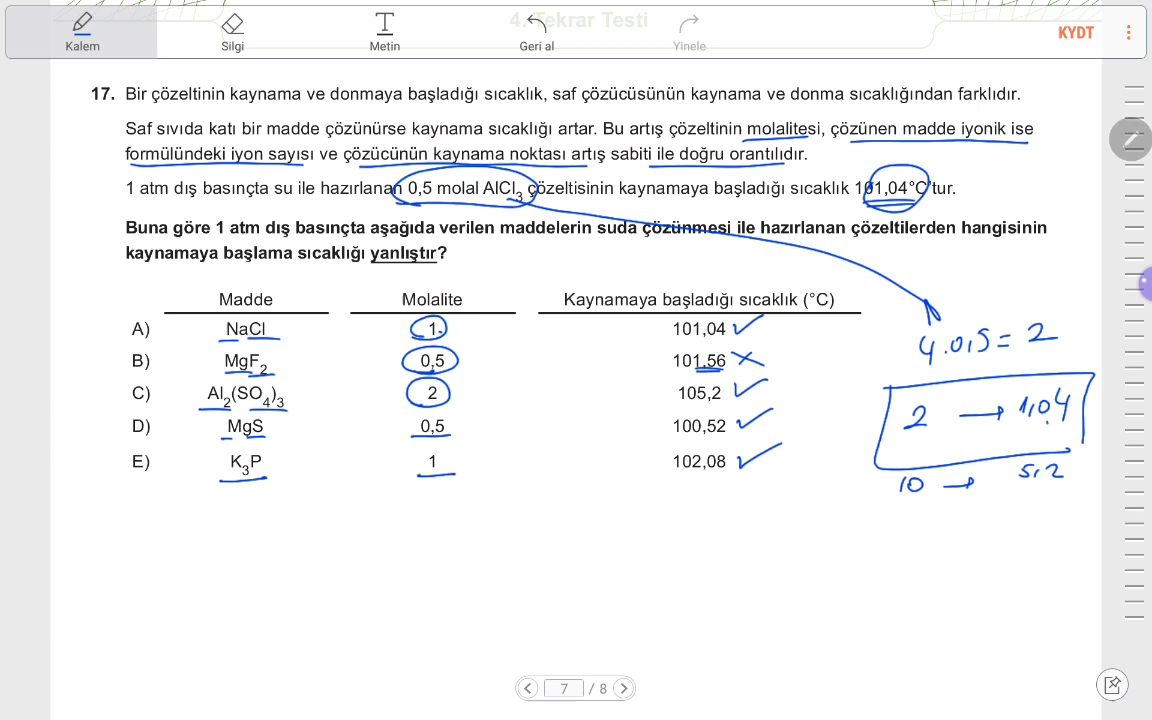 4. Tekrar Testi
Kalem
Silgi
Metin
Geri al
Yinele
KYDT
17. Bir çözeltinin kaynama ve donmaya başladığı sıcaklık, saf çözücüsünün kaynama ve donma sıcaklığından farklıdır.
Saf sıvıda katı bir madde çözünürse kaynama sıcaklığı artar. Bu artış çözeltinin molalitesi, çözünen madde iyonik ise
formülündeki iyon sayısı ve çözücünün kaynama noktası artış sabiti ile doğru orantılıdır.
1 atm dış basınçta su ile hazırlanan 0,5 molal AlCl3 çözeltisinin kaynamaya başladığı sıcaklık 101,04°C'tur.
Buna göre 1 atm dış basınçta aşağıda verilen maddelerin suda çözünmesi ile hazırlanan çözeltilerden hangisinin
kaynamaya başlama sıcaklığı yanlıştır?
Madde Molalite Kaynamaya başladığı sıcaklık (°C)
A) NaCl 1 101,04
B) MgF2 0,5 101,56
C) Al2(SO4)3 2 105,2
D) MgS 0,5 100,52
E) K3P 1 102,08
4.0,5 = 2
2 → 1,04
10 → 5,2
7 / 8